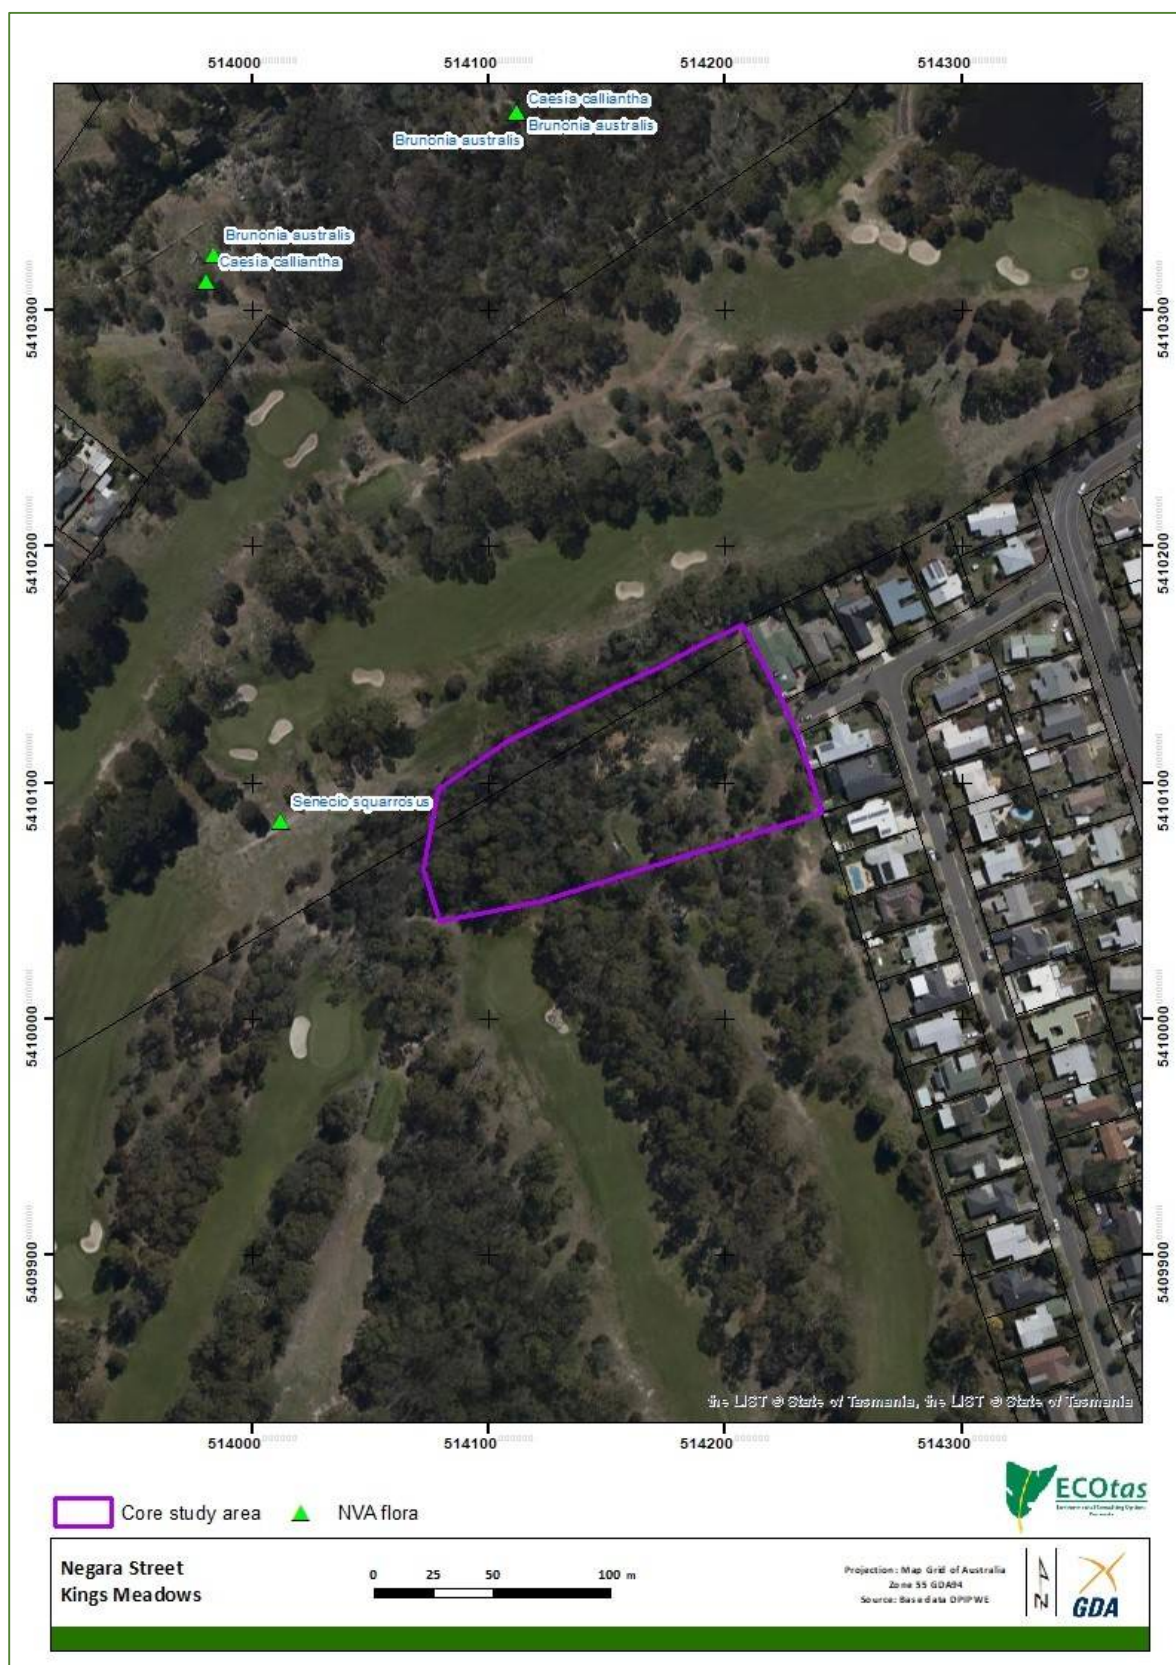 514000
514100
514200
514300
Caesia calliantha
Brunonia australis
Brunonia australis
Brunonia australis
Caesia calliantha
5410300
5410300
5410200
5410200
5410100
5410100
Senecio squarrosus
5410000
5410000
5409900
5409900
the LIST © State of Tasmania, the LIST © State of Tasmania
514000
514100
514200
514300
Core study area
NVA flora
ECOtas
Negara Street
Kings Meadows
0 25 50 100 m
Projection: Map Grid of Australia
Zone 55 GDA94
Source: Base data DPIPWE
N
GDA